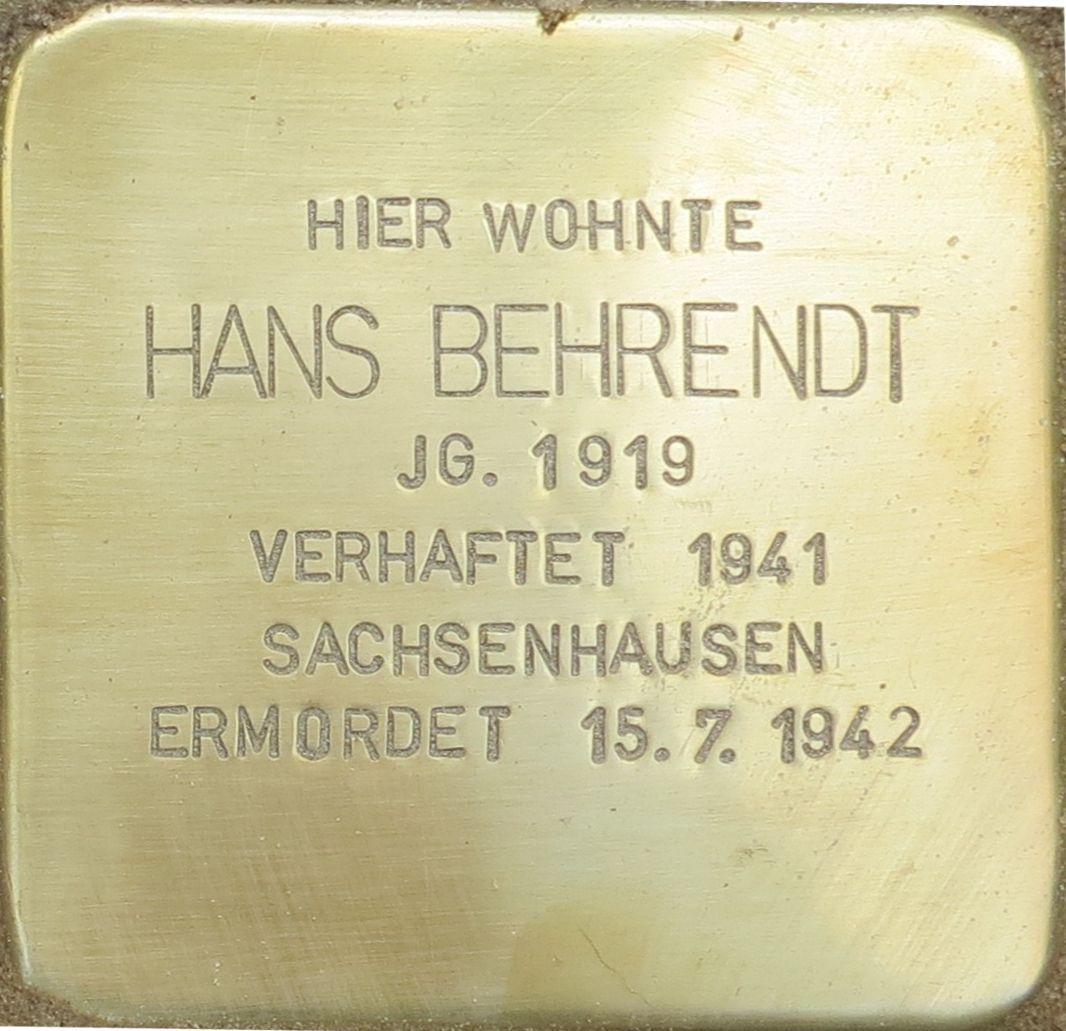 HIER WOHNTE
HANS BEHRENDT
JG. 1919
VERHAFTET 1941
SACHSENHAUSEN
ERMORDET 15.7.1942